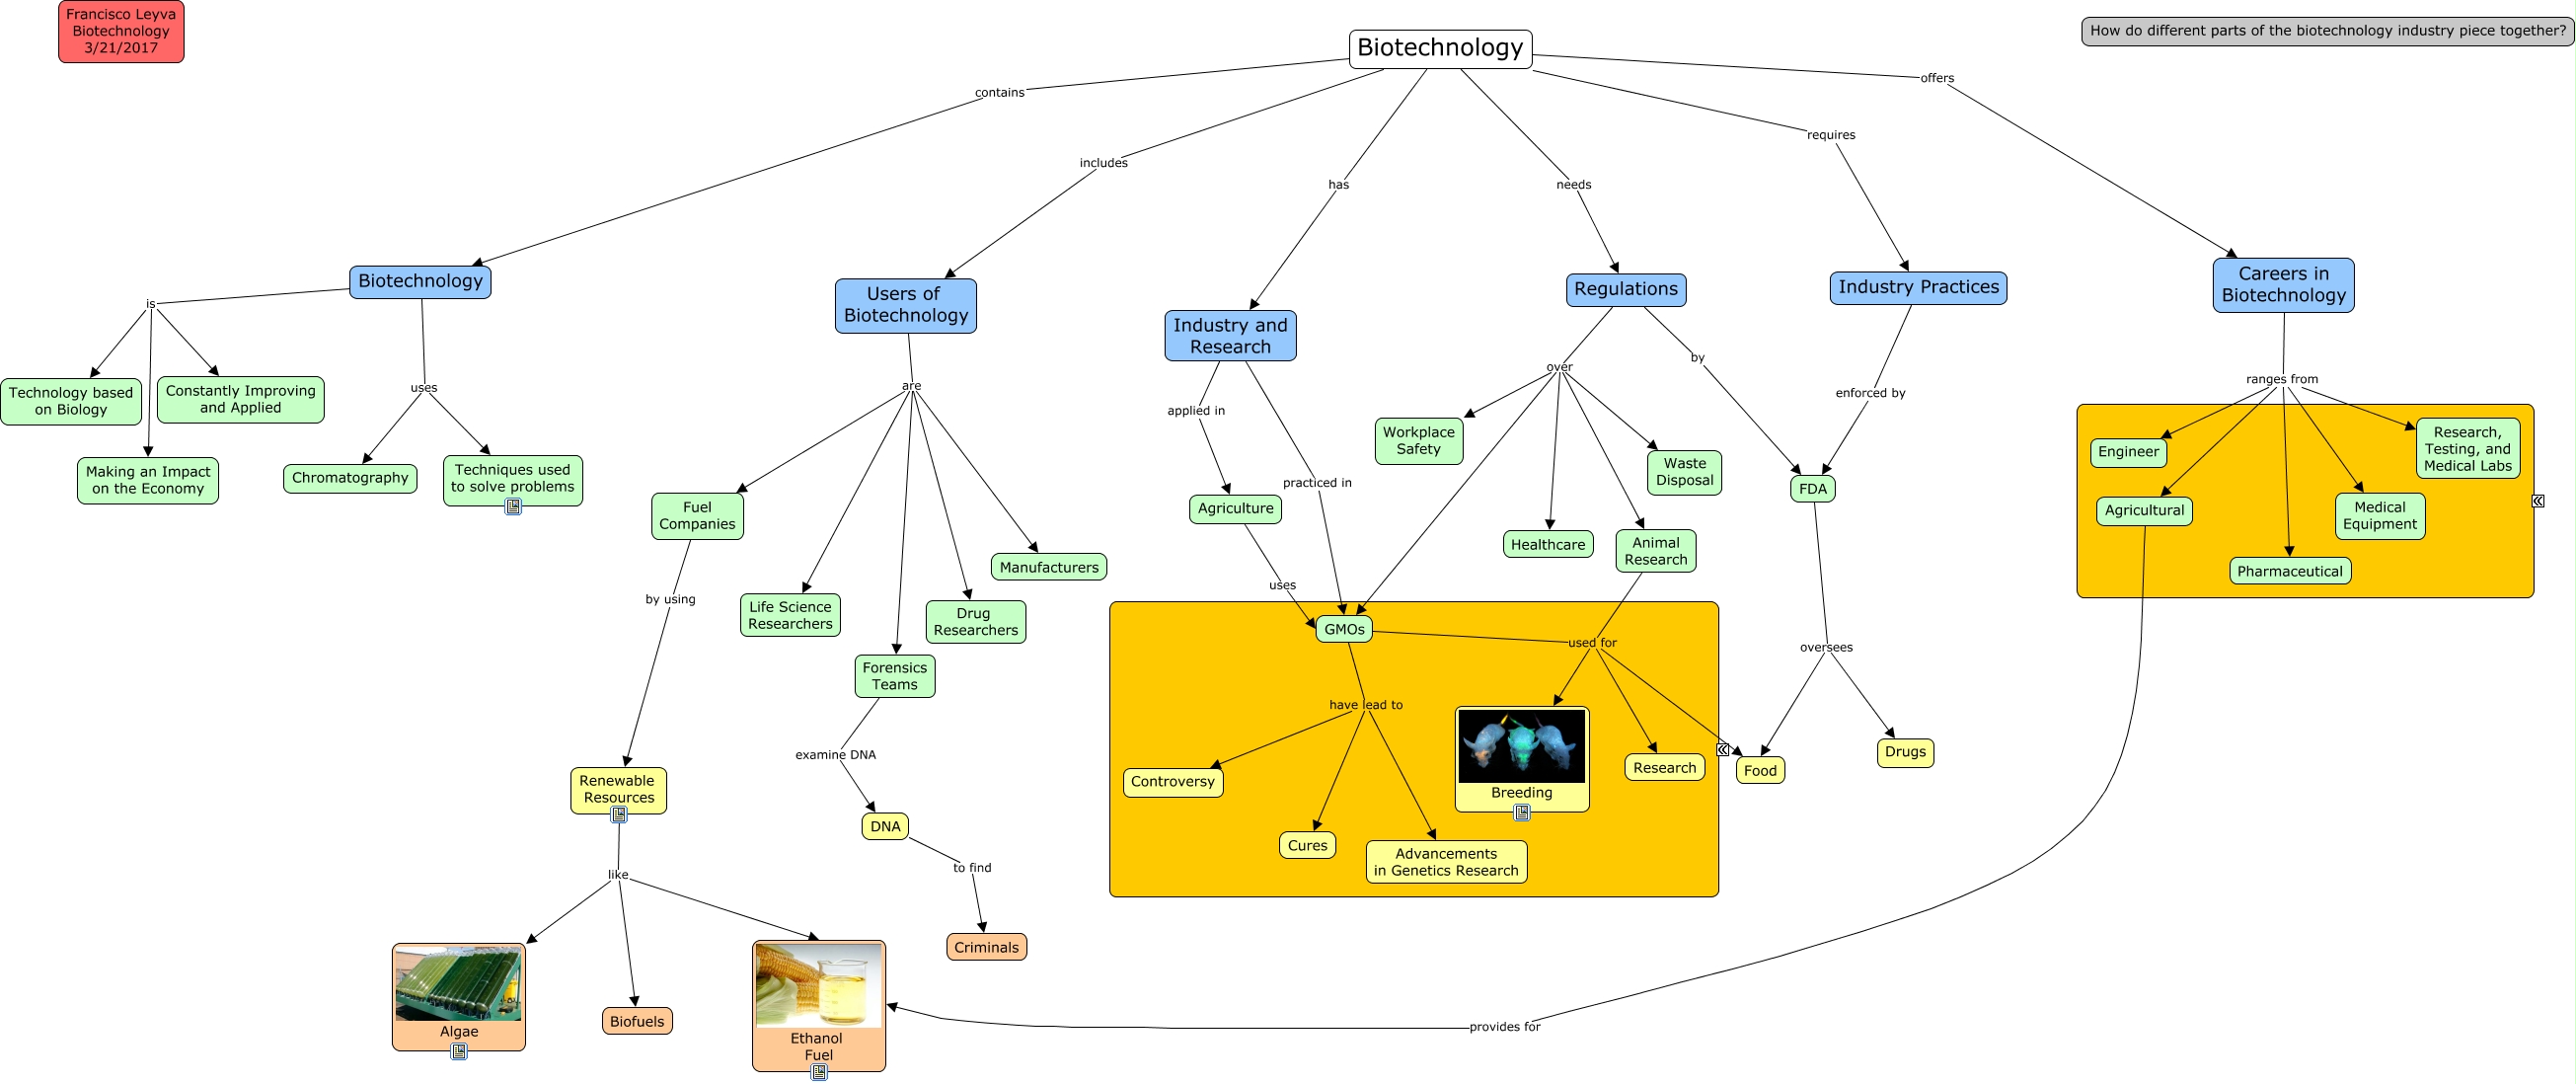 Francisco Leyva
Biotechnology
3/21/2017
Biotechnology
How do different parts of the biotechnology industry piece together?
contains
includes
has
needs
requires
offers
Biotechnology
is
Technology based
on Biology
Constantly Improving
and Applied
Making an Impact
on the Economy
uses
Chromatography
Techniques used
to solve problems
Users of
Biotechnology
are
Fuel
Companies
Life Science
Researchers
Forensics
Teams
Drug
Researchers
Manufacturers
by using
Renewable
Resources
like
Algae
Biofuels
Ethanol
Fuel
examine DNA
DNA
to find
Criminals
Industry and
Research
applied in
practiced in
Agriculture
uses
GMOs
have lead to
Controversy
Cures
Advancements
in Genetics Research
used for
Breeding
Research
Food
Regulations
over
by
Workplace
Safety
Healthcare
Animal
Research
Waste
Disposal
Industry Practices
enforced by
FDA
oversees
Drugs
Careers in
Biotechnology
ranges from
Engineer
Agricultural
Pharmaceutical
Medical
Equipment
Research,
Testing, and
Medical Labs
provides for